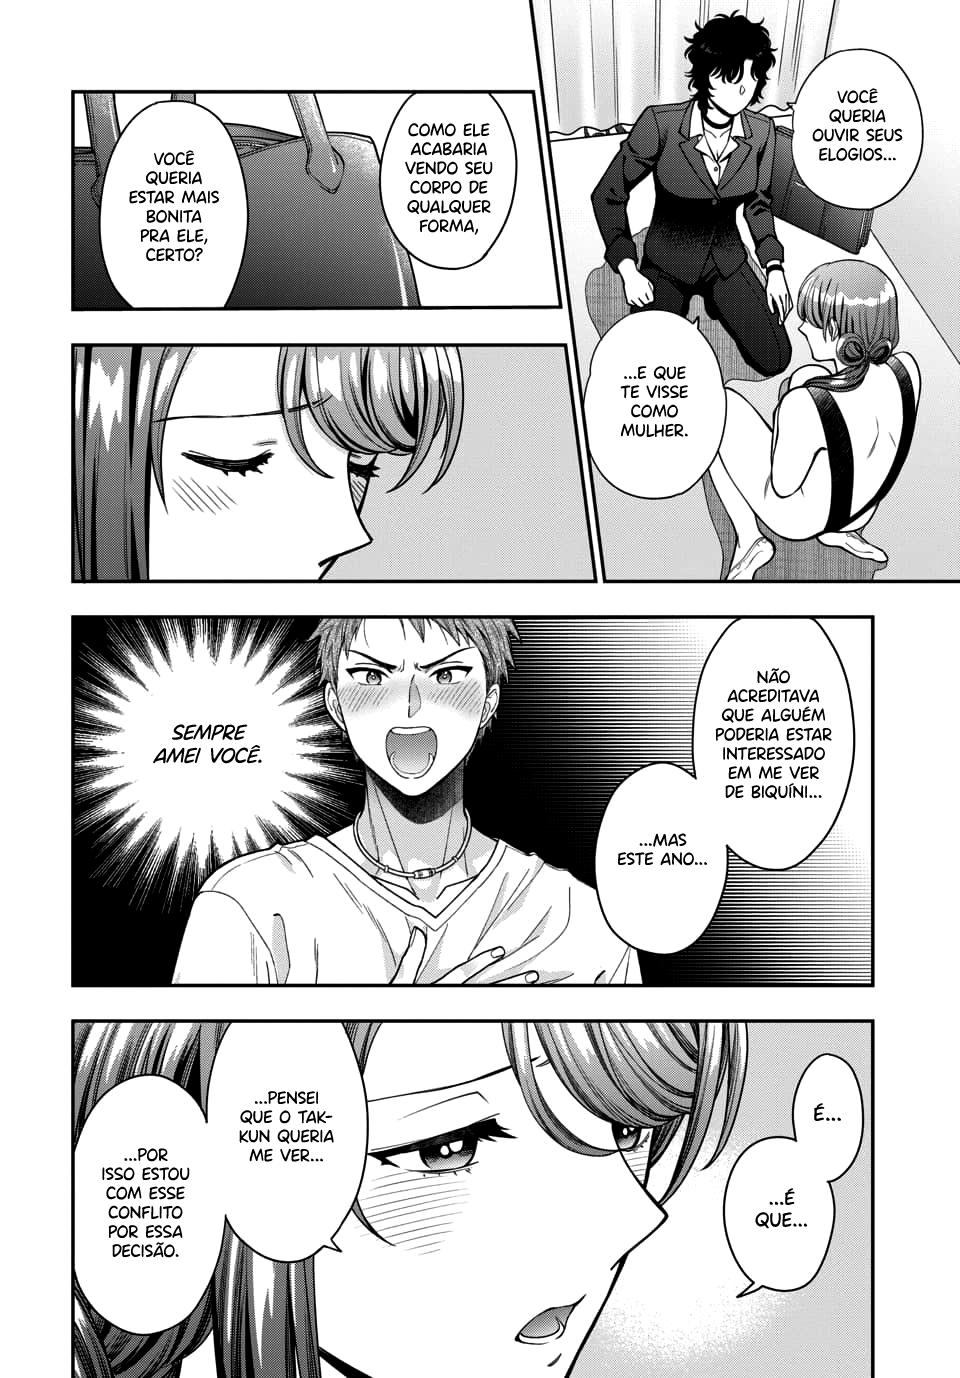 VOCÊ
QUERIA
OUVIR SEUS
ELOGIOS...
...E QUE
TE VISSE
COMO
MULHER.
COMO ELE
ACABARIA
VENDO SEU
CORPO DE
QUALQUER
FORMA,
VOCÊ
QUERIA
ESTAR MAIS
BONITA
PRA ELE,
CERTO?
NÃO
ACREDITAVA
QUE ALGUÉM
PODERIA ESTAR
INTERESSADO
EM ME VER
DE BIQUÍNI...
...MAS
ESTE ANO...
SEMPRE
AMEI VOCÊ.
É...
...É
QUE...
...PENSEI
QUE O TAK-
KUN QUERIA
ME VER...
...POR
ISSO ESTOU
COM ESSE
CONFLITO
POR ESSA
DECISÃO.